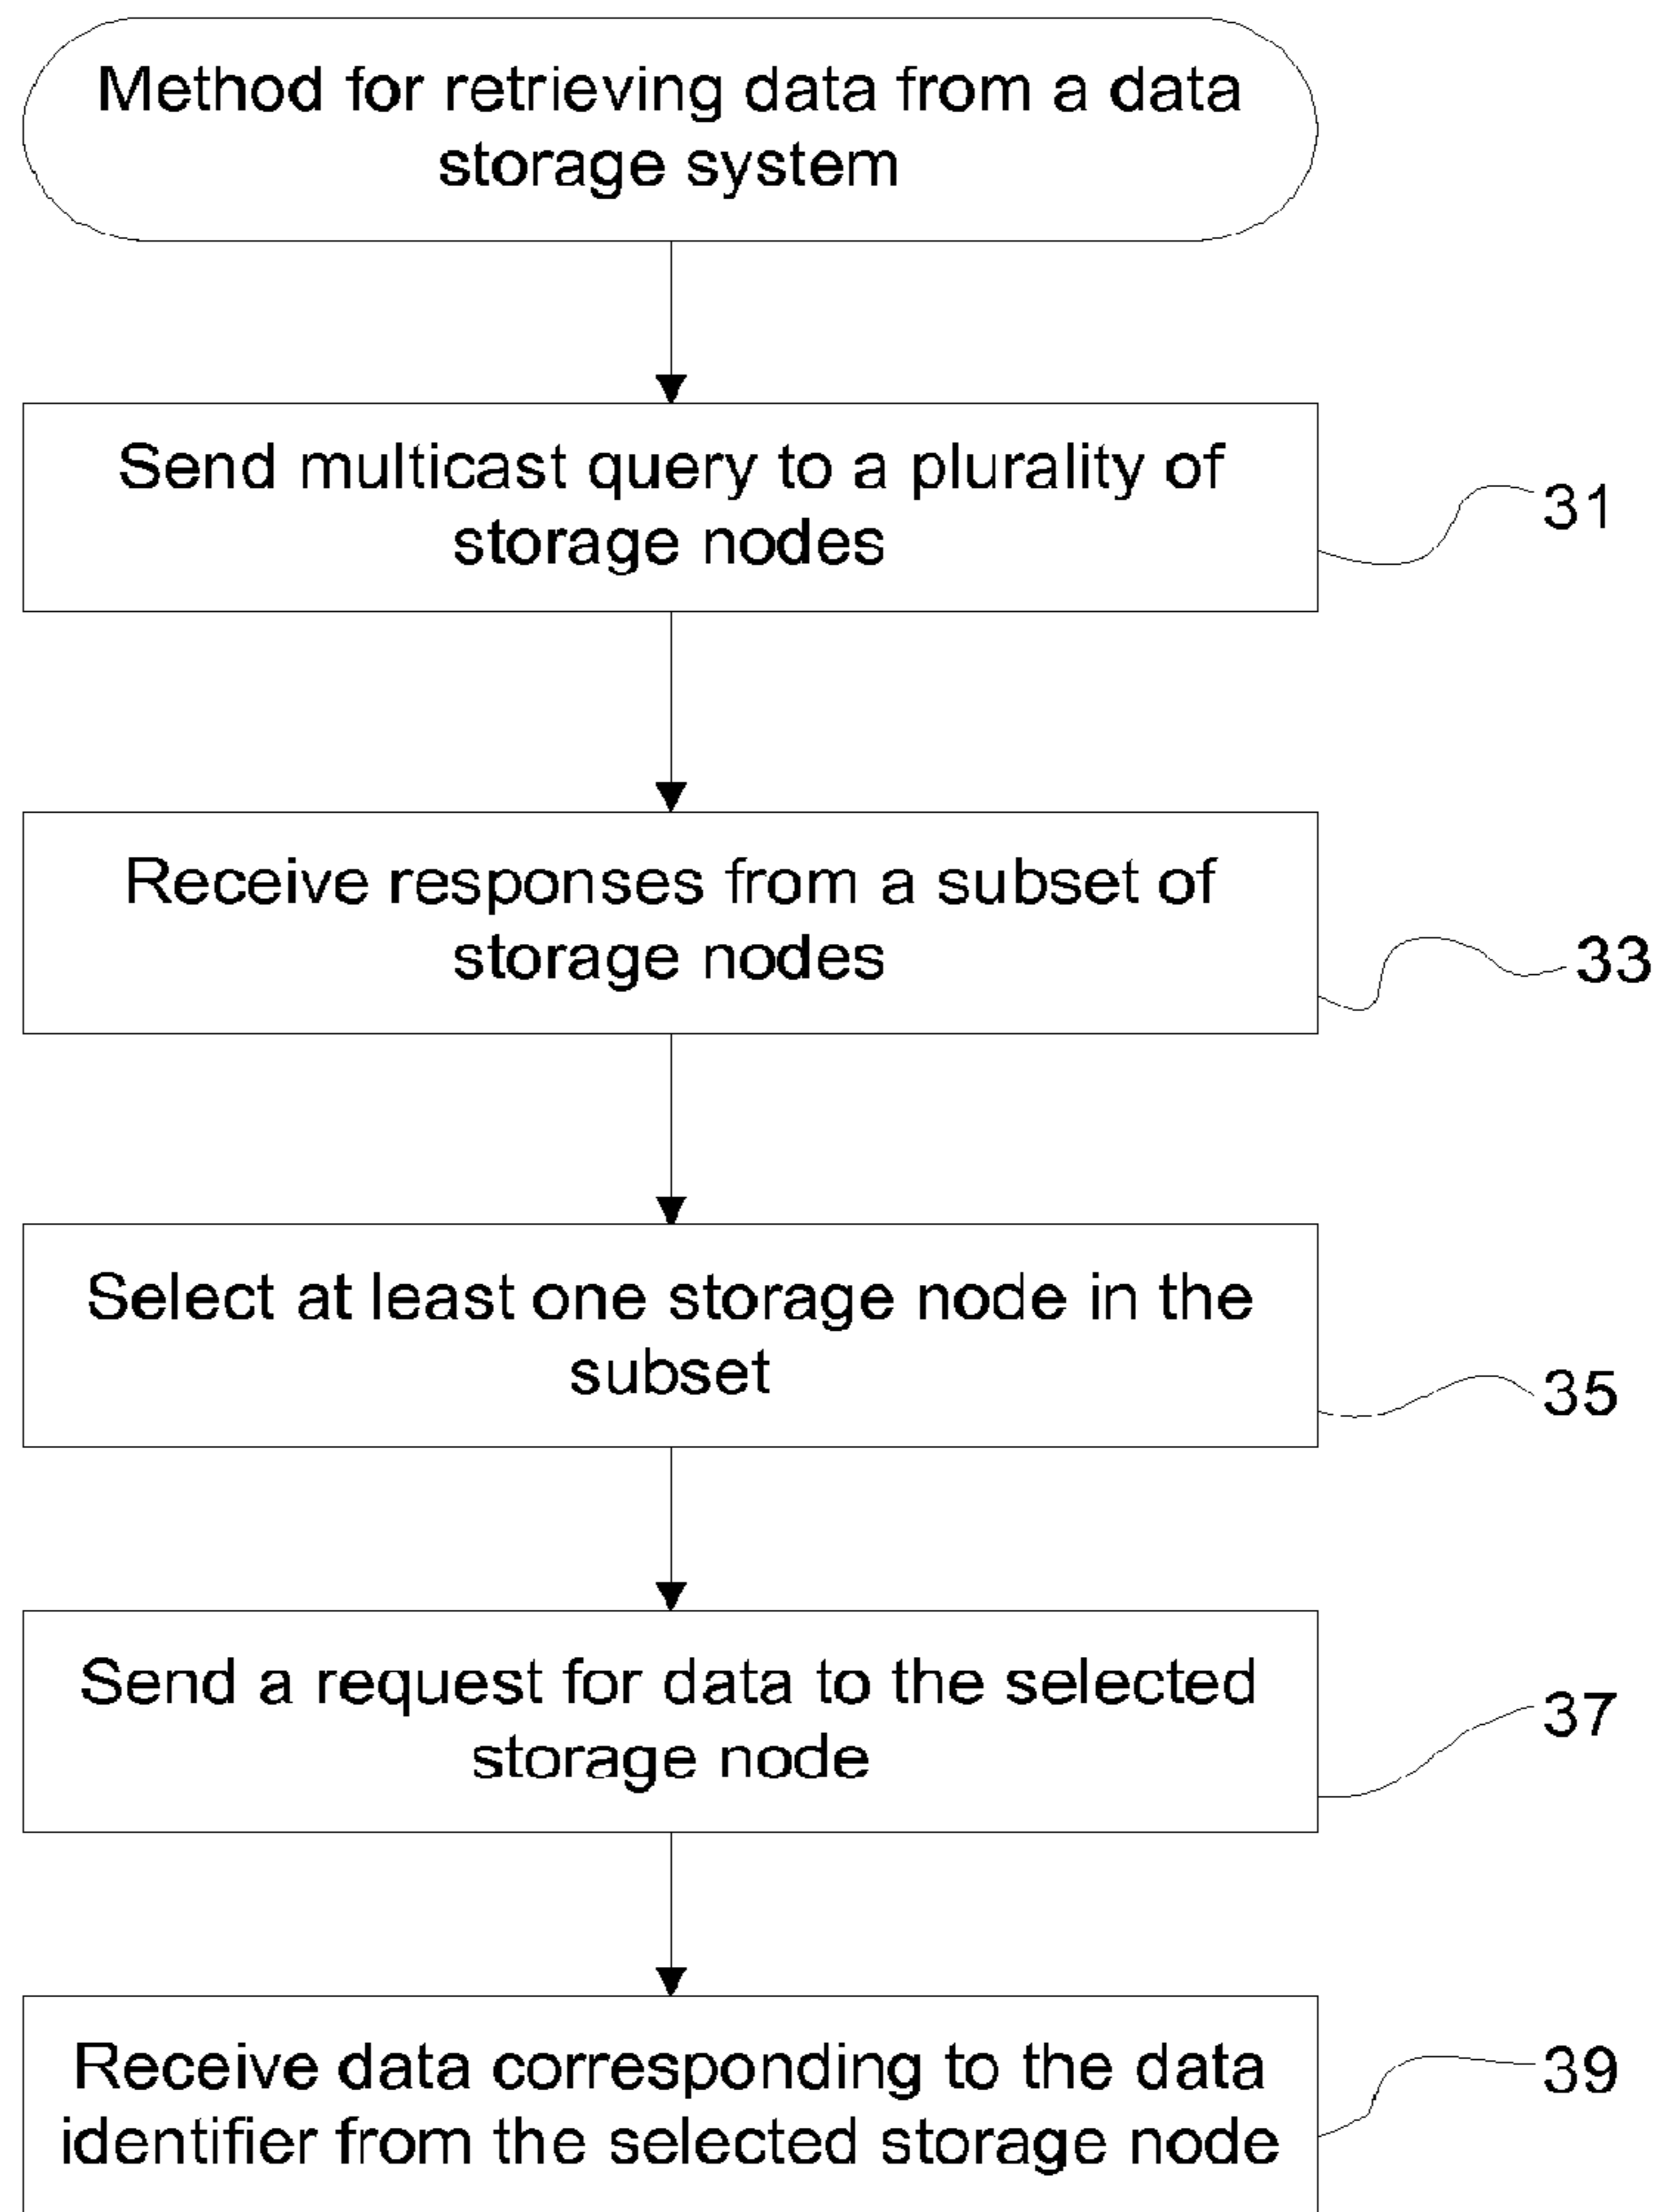 Method for retrieving data from a data
storage system
Send multicast query to a plurality of
storage nodes
31
Receive responses from a subset of
storage nodes
33
Select at least one storage node in the
subset
35
Send a request for data to the selected
storage node
37
Receive data corresponding to the data
identifier from the selected storage node
39